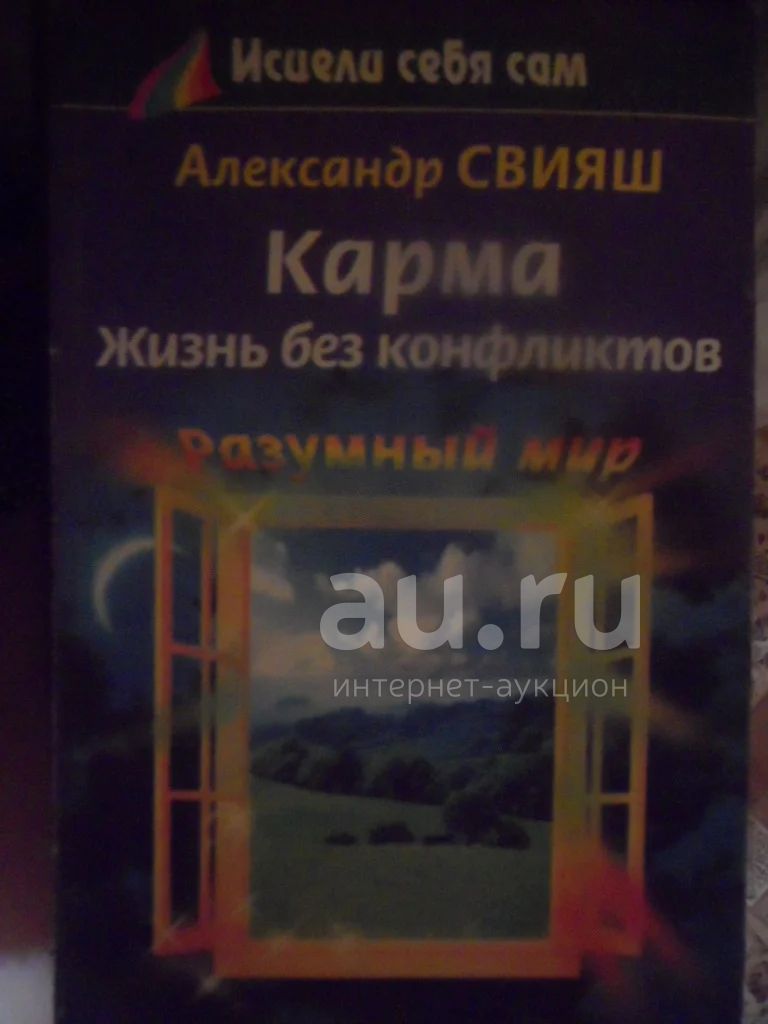 Исцели себя сам
Александр СВИЯШ
Карма
Жизнь без конфликтов
Разумный мир
au.ru
интернет-аукцион